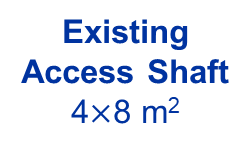 Existing
Access Shaft
4×8 m²